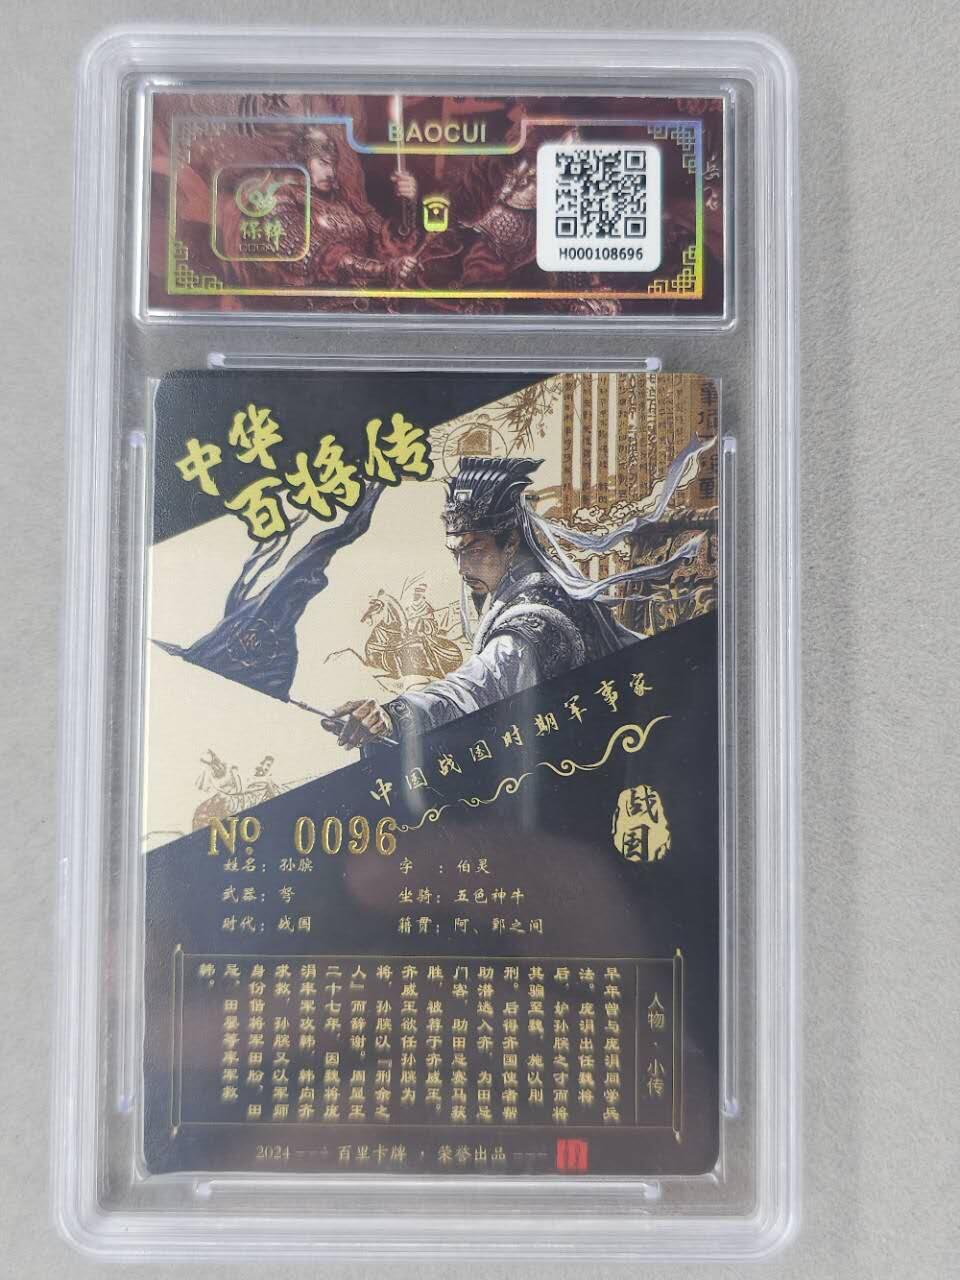 BAOCUI
保粹
H000108696
中华
百将传
中国战国时期军事家
战国
No 0096
姓名：孙膑 字：伯灵
武器：弩 坐骑：五色神牛
时代：战国 籍贯：阿、鄄之间
人物·小传
早年曾与庞涓同学兵
法。庞涓出任魏将
后，妒孙膑之才而将
其骗至魏，施以刖
刑。后得齐国使者帮
助潜逃入齐，为田忌
门客，助田忌赛马获
胜，被荐于齐威王。
齐威王欲任孙膑为
将，孙膑以『刑余之
人』而辞谢。周显王
二十七年，因魏将庞
涓率军攻韩，韩向齐
求救，孙膑又以军师
身份偕将军田盼，田
忌，田婴等率军救
韩。
2024 --- 百里卡牌，荣誉出品 ---